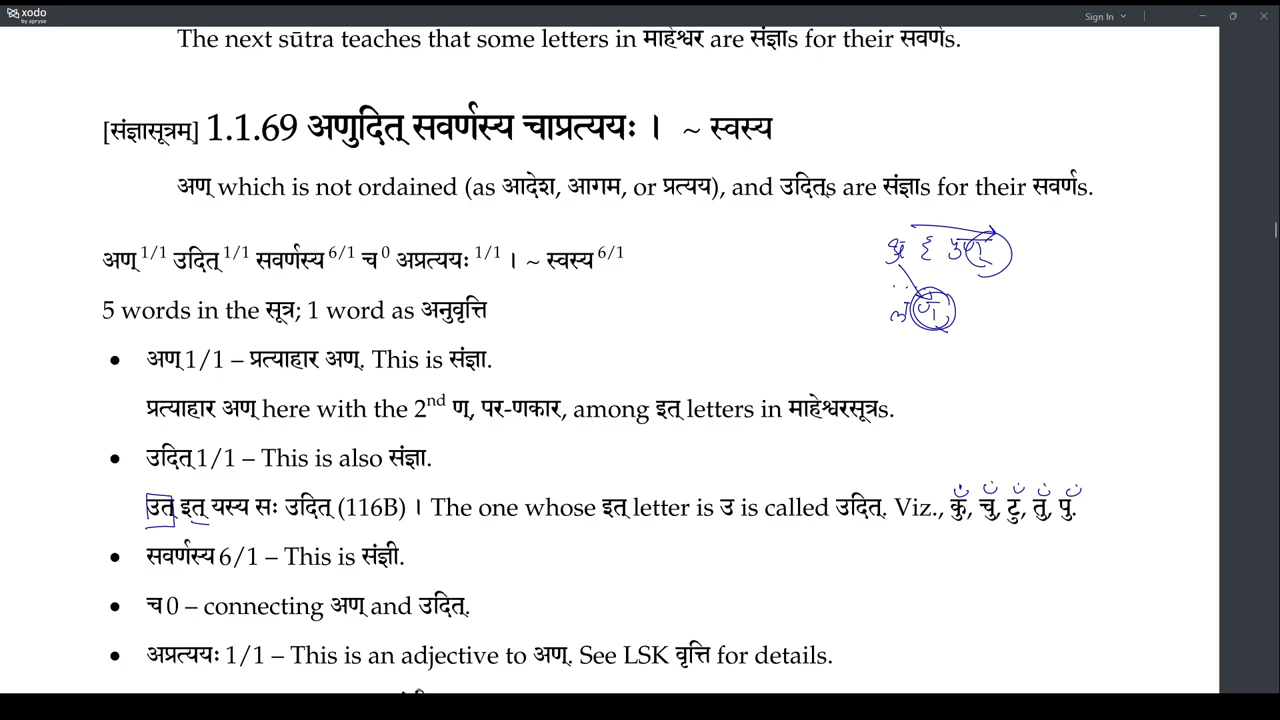 xodo
by apryse
Sign In
The next sūtra teaches that some letters in माहेश्वर are संज्ञाs for their सवर्णs.
[संज्ञासूत्रम्] 1.1.69 अणुदित् सवर्णस्य चाप्रत्ययः । ~ स्वस्य
अण् which is not ordained (as आदेश, आगम, or प्रत्यय), and उदित्s are संज्ञाs for their सवर्णs.
अ इ उण्
अण् 1/1 उदित् 1/1 सवर्णस्य 6/1 च 0 अप्रत्ययः 1/1 । ~ स्वस्य 6/1
5 words in the सूत्र; 1 word as अनुवृत्ति
लँण्
• अण् 1/1 – प्रत्याहार अण्. This is संज्ञा.
प्रत्याहार अण् here with the 2nd ण्, पर-णकार, among इत् letters in माहेश्वरसूत्रs.
• उदित् 1/1 – This is also संज्ञा.
उत् इत् यस्य सः उदित् (116B) । The one whose इत् letter is उ is called उदित्. Viz., कुँ, चुँ, टुँ, तुँ, पुँ.
• सवर्णस्य 6/1 – This is संज्ञी.
• च 0 – connecting अण् and उदित्.
• अप्रत्ययः 1/1 – This is an adjective to अण्. See LSK वृत्ति for details.